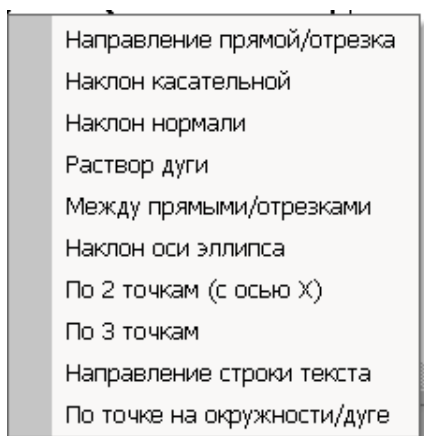 Направление прямой/отрезка
Наклон касательной
Наклон нормали
Раствор дуги
Между прямыми/отрезками
Наклон оси эллипса
По 2 точкам (с осью X)
По 3 точкам
Направление строки текста
По точке на окружности/дуге